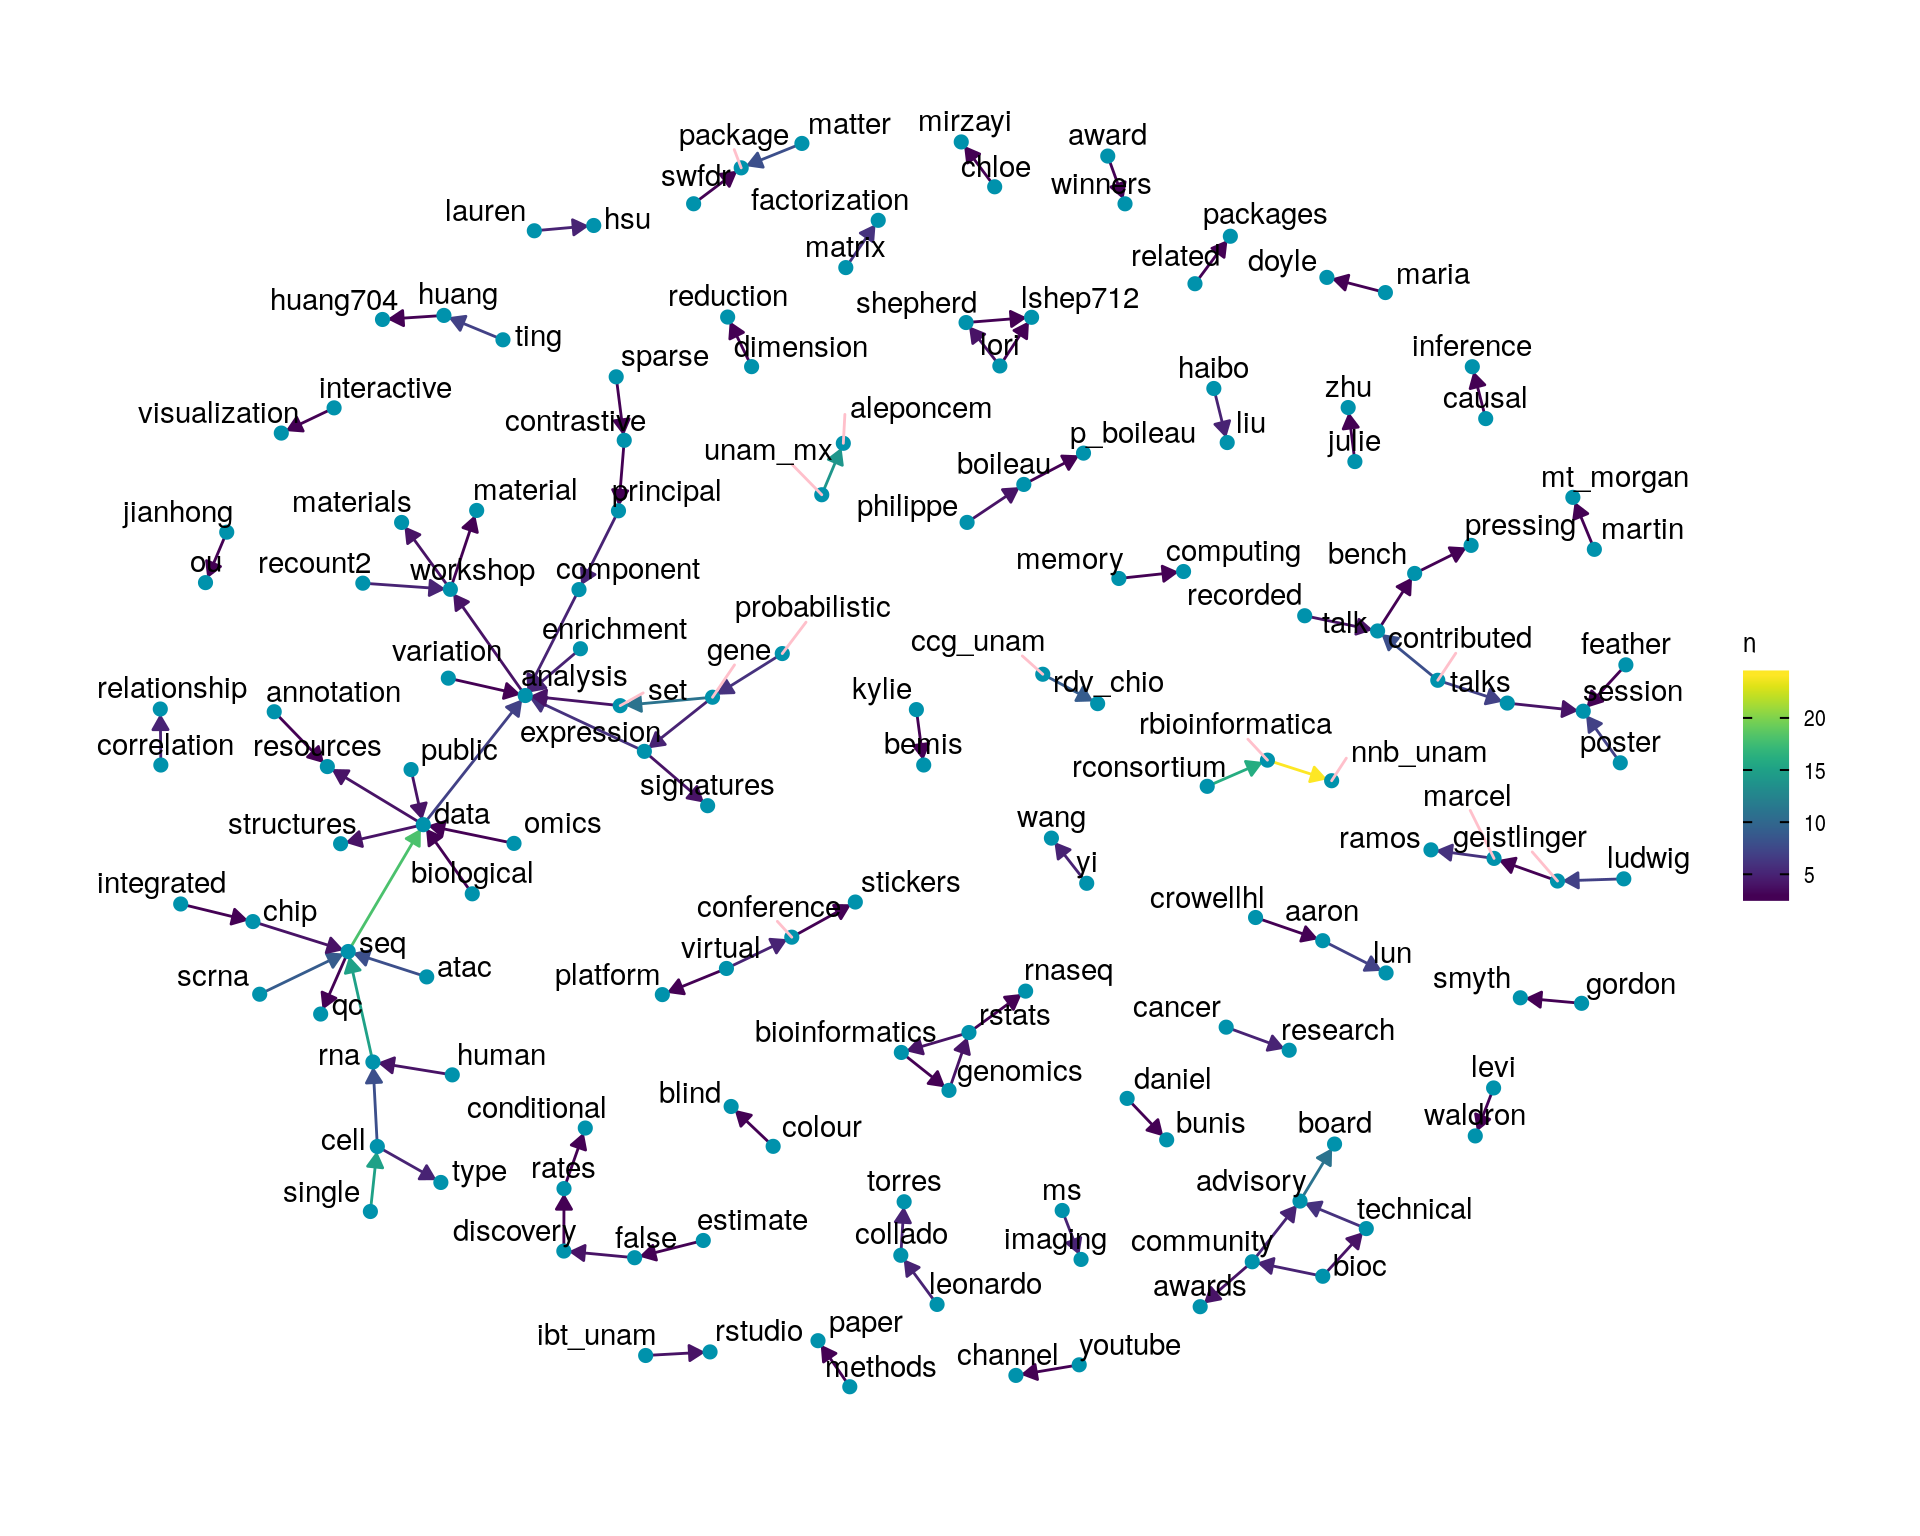 package
matter
mirzayi
award
swfdr
chloe
winners
lauren
hsu
factorization
matrix
packages
related
doyle
maria
huang704
huang
ting
reduction
dimension
shepherd
lshep712
lori
sparse
inference
causal
haibo
liu
zhu
julie
visualization
interactive
contrastive
aleponcem
unam_mx
p_boileau
boileau
philippe
principal
materials
material
jianhong
ou
recount2
workshop
component
mt_morgan
martin
pressing
bench
memory
computing
recorded
talk
contributed
talks
feather
session
poster
probabilistic
enrichment
gene
variation
analysis
set
expression
signatures
ccg_unam
rdv_chio
kylie
bemis
relationship
correlation
annotation
resources
public
data
structures
omics
biological
rbioinformatica
nnb_unam
rconsortium
n
20
15
10
5
marcel
ramos
geistlinger
ludwig
wang
yi
integrated
chip
seq
scrna
atac
qc
stickers
conference
virtual
platform
crowellhl
aaron
lun
smyth
gordon
rnaseq
rstats
bioinformatics
genomics
cancer
research
rna
human
conditional
cell
type
single
rates
discovery
false
estimate
blind
colour
daniel
bunis
levi
waldron
board
advisory
technical
community
bioc
awards
torres
collado
leonardo
ms
imaging
ibt_unam
rstudio
paper
methods
channel
youtube